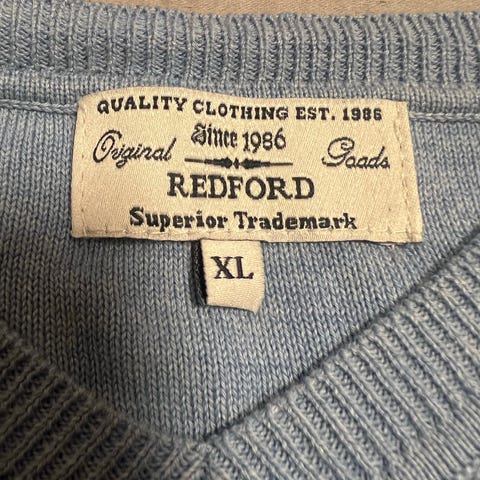 QUALITY CLOTHING EST. 1986
Since 1986
Original Goods
REDFORD
Superior Trademark
XL